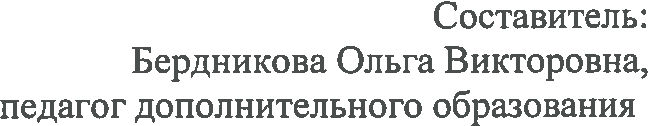 Составитель:
Бердникова Ольга Викторовна,
педагог дополнительного образования